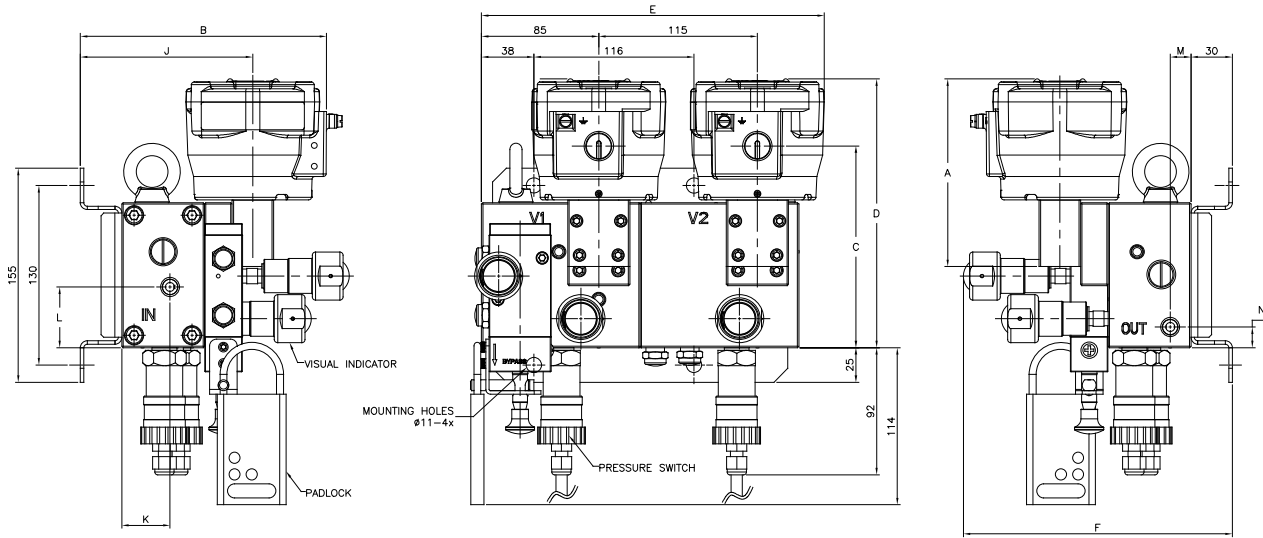 B
J
155
130
L
IN
K
VISUAL INDICATOR
PADLOCK
E
85
115
38
116
V1
V2
BYPASS
MOUNTING HOLES
ø11-4x
PRESSURE SWITCH
C
D
25
92
114
M
30
A
OUT
N
F